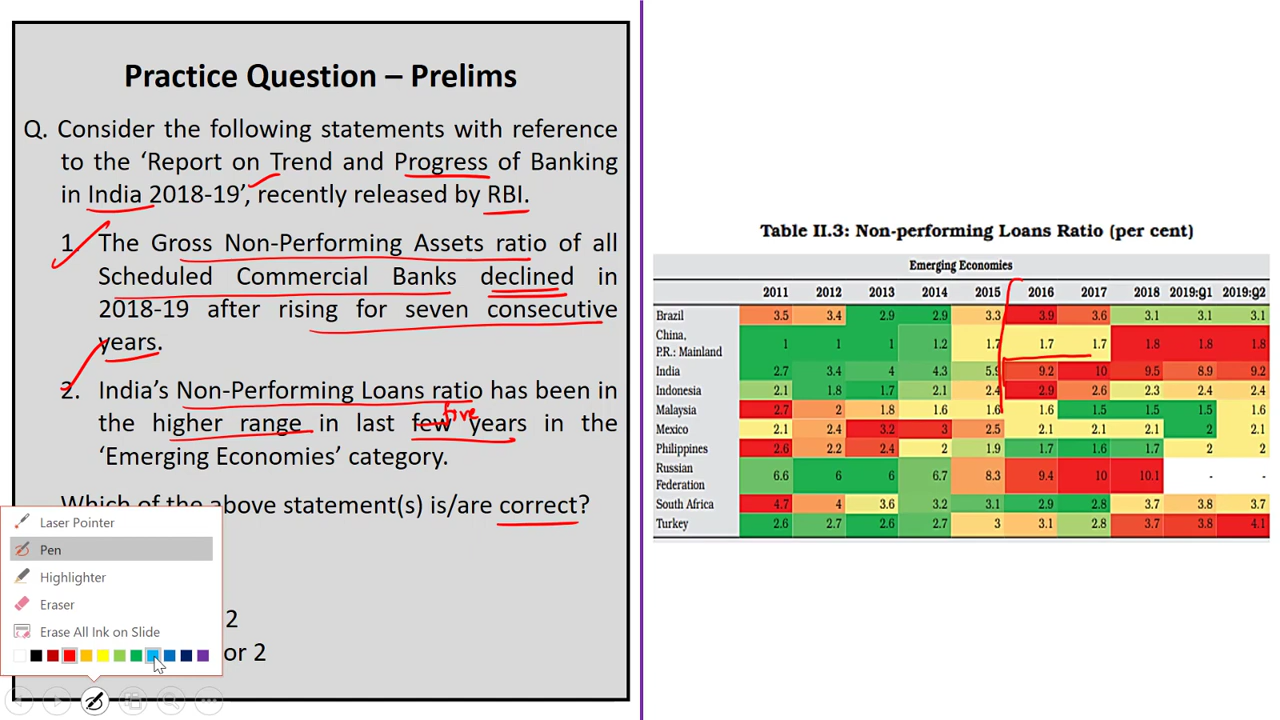 Practice Question – Prelims
Q. Consider the following statements with reference
to the ‘Report on Trend and Progress of Banking
in India 2018-19’, recently released by RBI.
1. The Gross Non-Performing Assets ratio of all
Scheduled Commercial Banks declined in
2018-19 after rising for seven consecutive
years.
2. India’s Non-Performing Loans ratio has been in
five
the higher range in last few years in the
‘Emerging Economies’ category.
Which of the above statement(s) is/are correct?
2
or 2
Laser Pointer
Pen
Highlighter
Eraser
Erase All Ink on Slide
Table II.3: Non-performing Loans Ratio (per cent)
Emerging Economies
2011 2012 2013 2014 2015 2016 2017 2018 2019:Q1 2019:Q2
Brazil 3.5 3.4 2.9 2.9 3.3 3.9 3.6 3.1 3.1 3.1
China,
P.R.: Mainland 1 1 1 1.2 1.7 1.7 1.7 1.8 1.8 1.8
India 2.7 3.4 4 4.3 5.9 9.2 10 9.5 8.9 9.2
Indonesia 2.1 1.8 1.7 2.1 2.4 2.9 2.6 2.3 2.4 2.4
Malaysia 2.7 2 1.8 1.6 1.6 1.6 1.5 1.5 1.5 1.6
Mexico 2.1 2.4 3.2 3 2.5 2.1 2.1 2.1 2 2.1
Philippines 2.6 2.2 2.4 2 1.9 1.7 1.6 1.7 2 2
Russian
Federation 6.6 6 6 6.7 8.3 9.4 10 10.1 - -
South Africa 4.7 4 3.6 3.2 3.1 2.9 2.8 3.7 3.8 3.7
Turkey 2.6 2.7 2.6 2.7 3 3.1 2.8 3.7 3.8 4.1